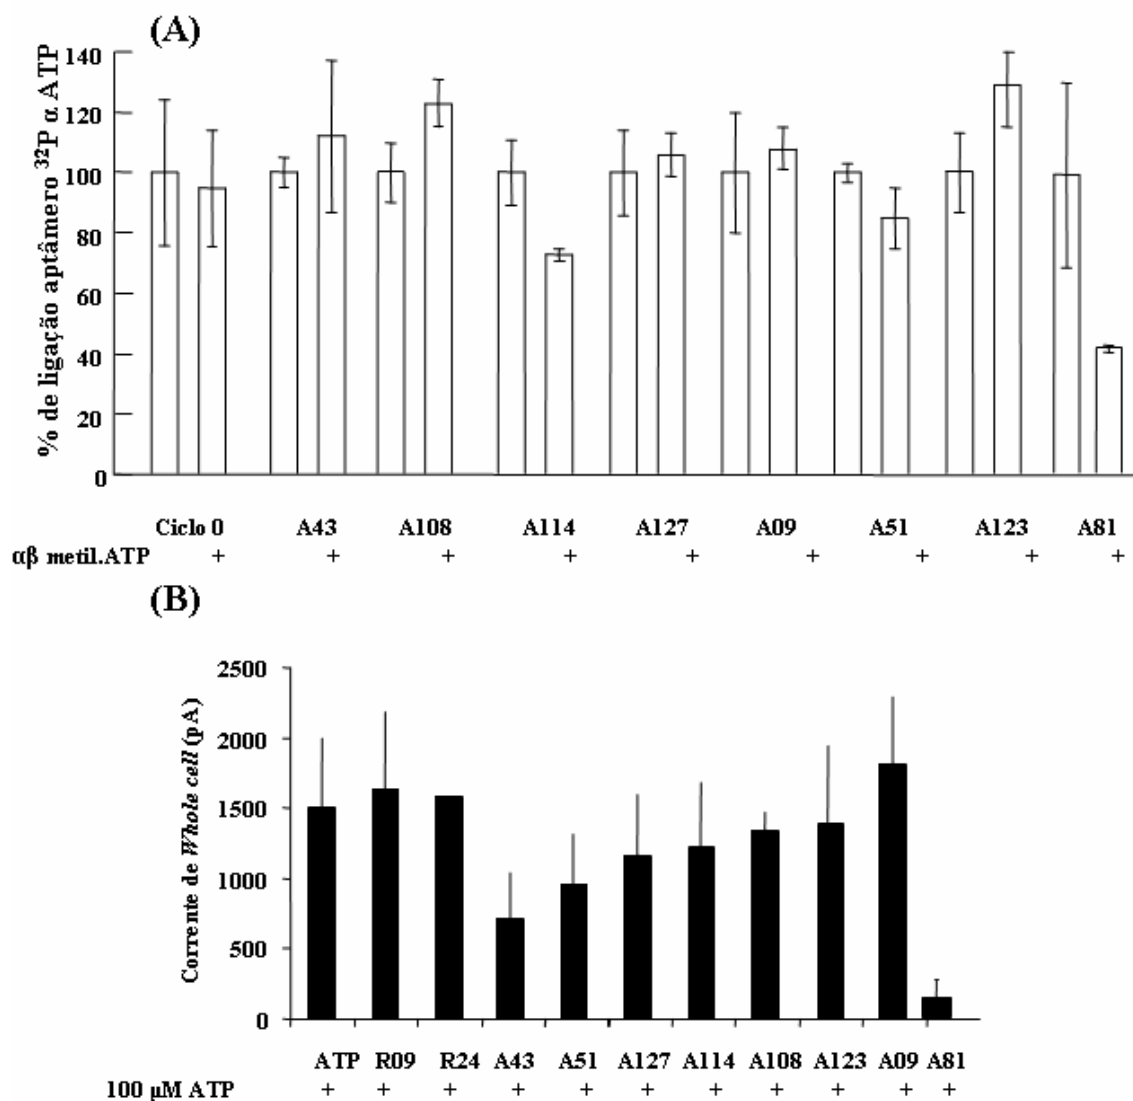 (A)
% de ligação aptâmero ³²P α ATP
140
120
100
80
60
40
20
0
Ciclo 0 A43 A108 A114 A127 A09 A51 A123 A81
αβ metil.ATP + + + + + + + + +
(B)
Corrente de Whole cell (pA)
2500
2000
1500
1000
500
0
ATP R09 R24 A43 A51 A127 A114 A108 A123 A09 A81
100 µM ATP + + + + + + + + + + +